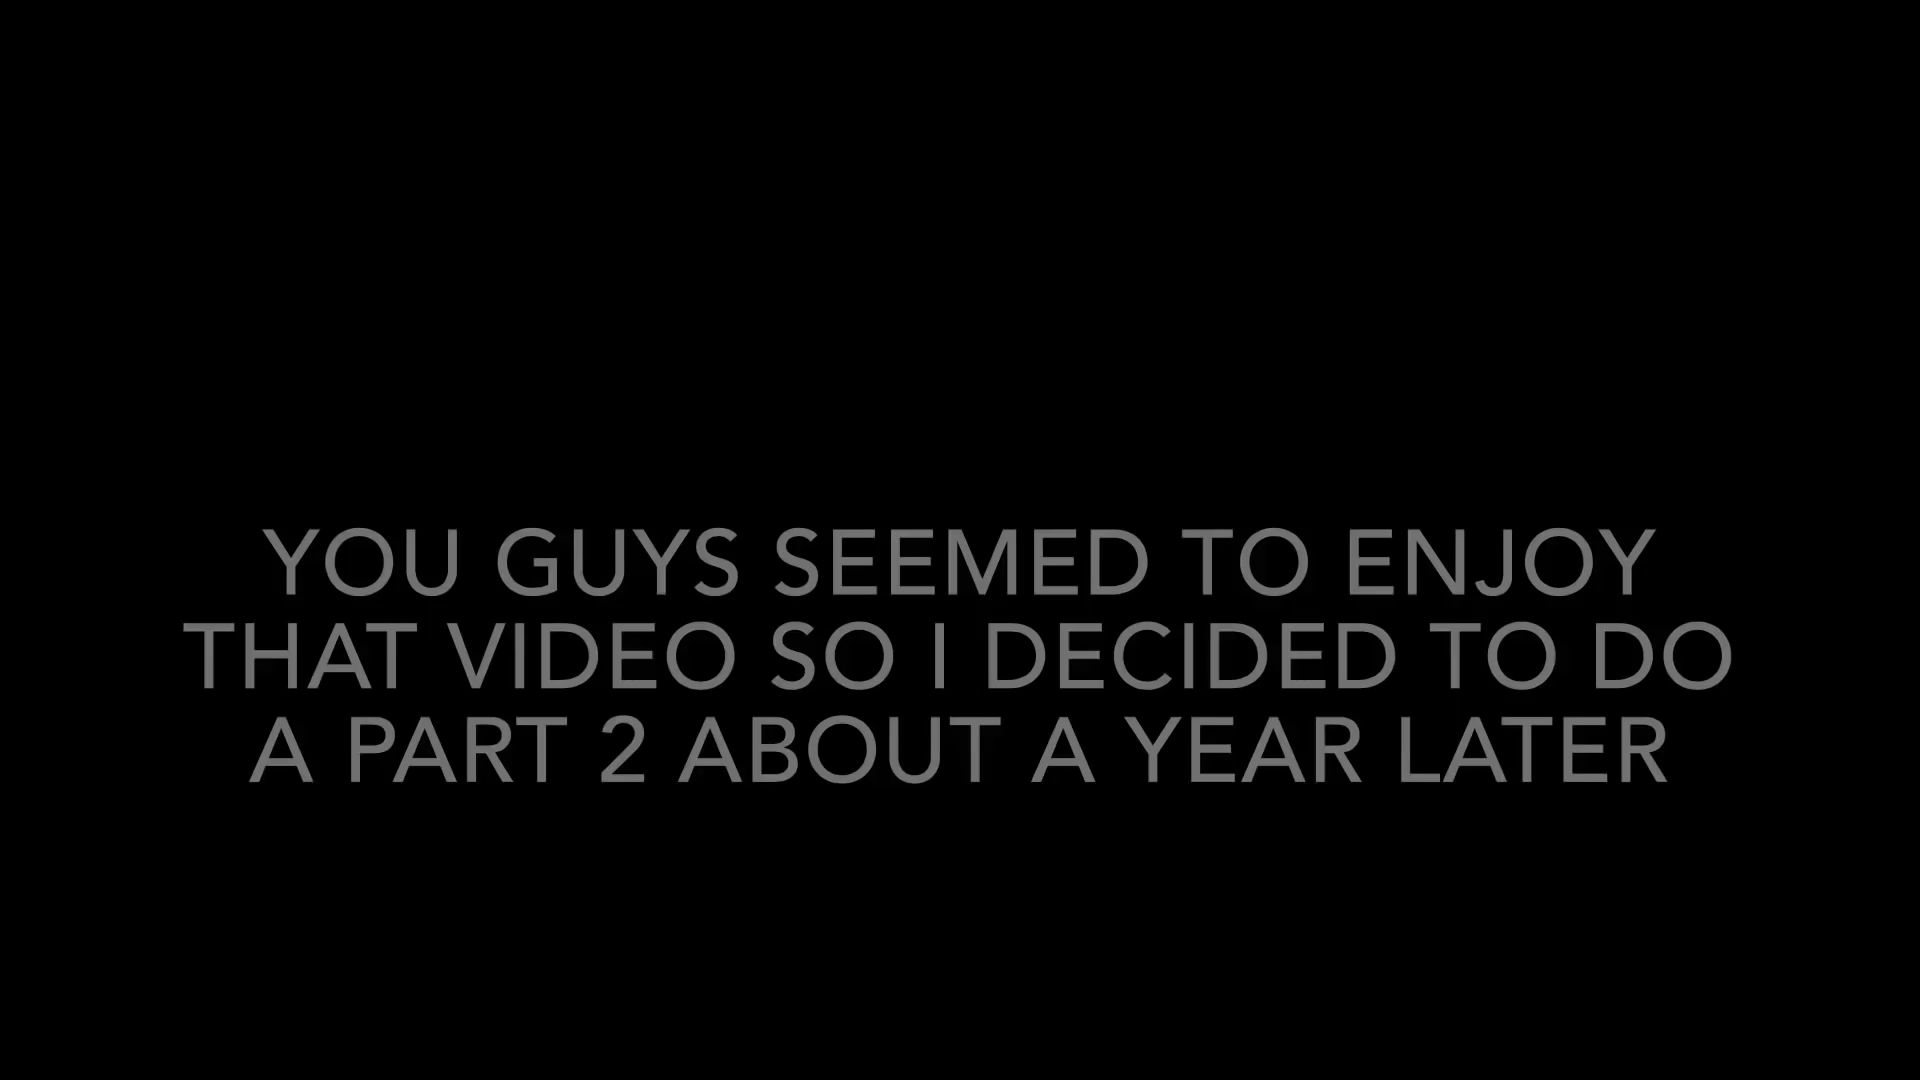 YOU GUYS SEEMED TO ENJOY
THAT VIDEO SO I DECIDED TO DO
A PART 2 ABOUT A YEAR LATER